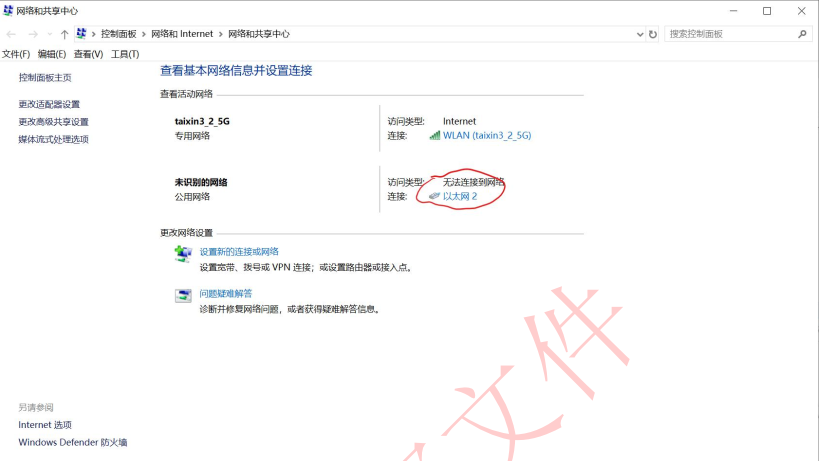 网络和共享中心
控制面板 > 网络和 Internet > 网络和共享中心
搜索控制面板
文件(F) 编辑(E) 查看(V) 工具(T)
控制面板主页
更改适配器设置
更改高级共享设置
媒体流式处理选项
查看基本网络信息并设置连接
查看活动网络
taixin3_2_5G
专用网络
访问类型: Internet
连接: WLAN (taixin3_2_5G)
未识别的网络
公用网络
访问类型: 无法连接到网络
连接: 以太网 2
更改网络设置
设置新的连接或网络
设置宽带、拨号或 VPN 连接；或设置路由器或接入点。
问题疑难解答
诊断并修复网络问题，或者获得疑难解答信息。
另请参阅
Internet 选项
Windows Defender 防火墙
文件